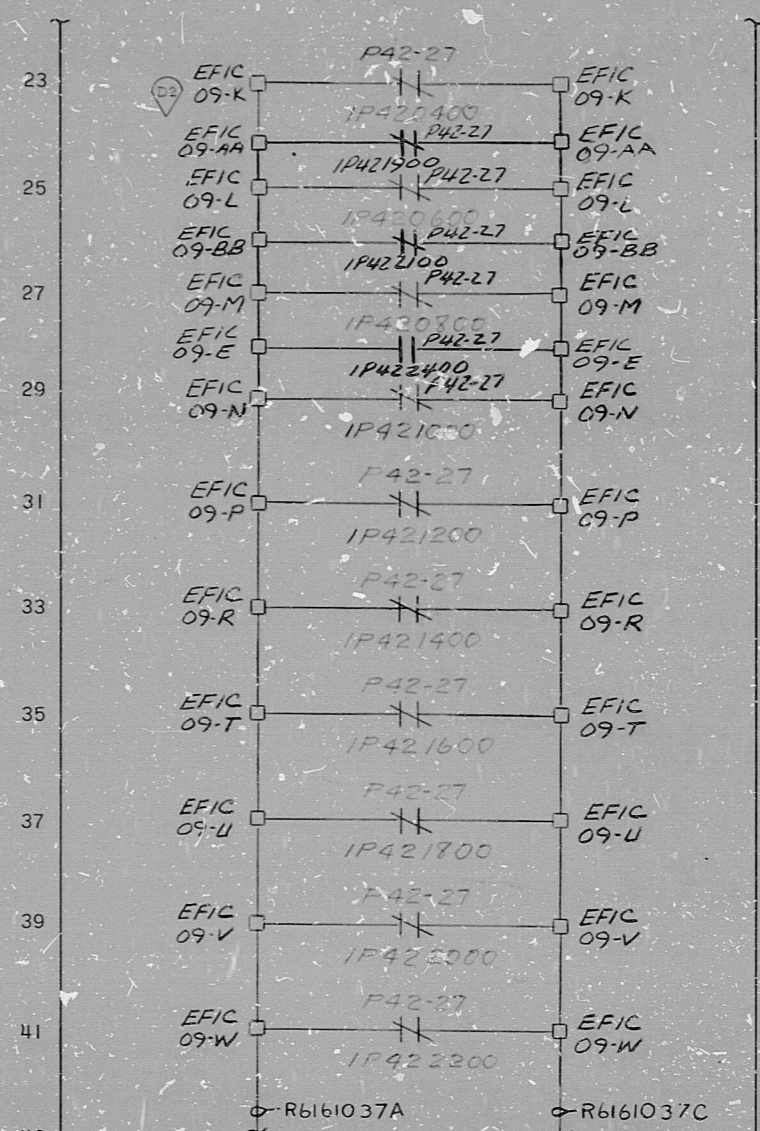 P42-27
23
D2
EFIC
09-K
EFIC
09-K
1P420400
EFIC
09-AA
P42-27
EFIC
09-AA
1P421900
25
EFIC
09-L
P42-27
EFIC
09-L
1P420600
EFIC
09-BB
P42-27
EFIC
09-BB
1P422100
27
EFIC
09-M
P42-27
EFIC
09-M
1P420800
EFIC
09-E
P42-27
EFIC
09-E
1P422400
29
EFIC
09-N
P42-27
EFIC
09-N
1P421000
P42-27
31
EFIC
09-P
EFIC
09-P
1P421200
P42-27
33
EFIC
09-R
EFIC
09-R
1P421400
P42-27
35
EFIC
09-T
EFIC
09-T
1P421600
P42-27
37
EFIC
09-U
EFIC
09-U
1P421800
P42-27
39
EFIC
09-V
EFIC
09-V
1P422000
P42-27
41
EFIC
09-W
EFIC
09-W
1P422200
R6161037A
R6161037C